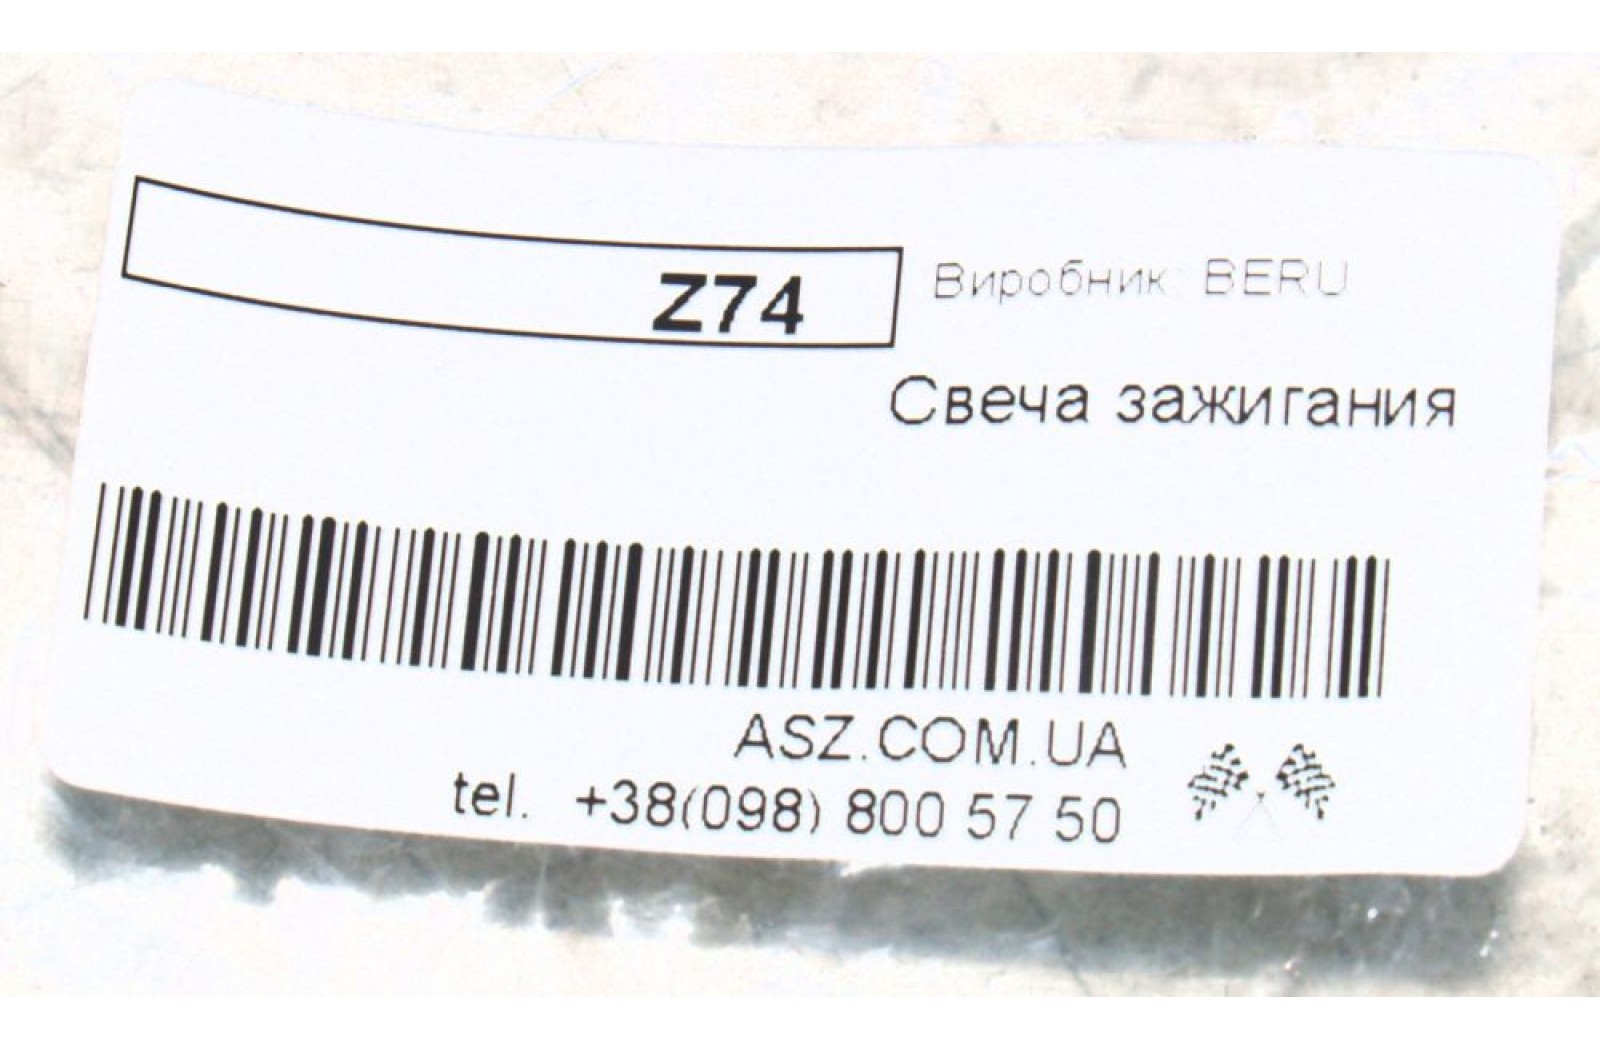 Z74
Виробник: BERU
Свеча зажигания
ASZ.COM.UA
tel. +38(098) 800 57 50